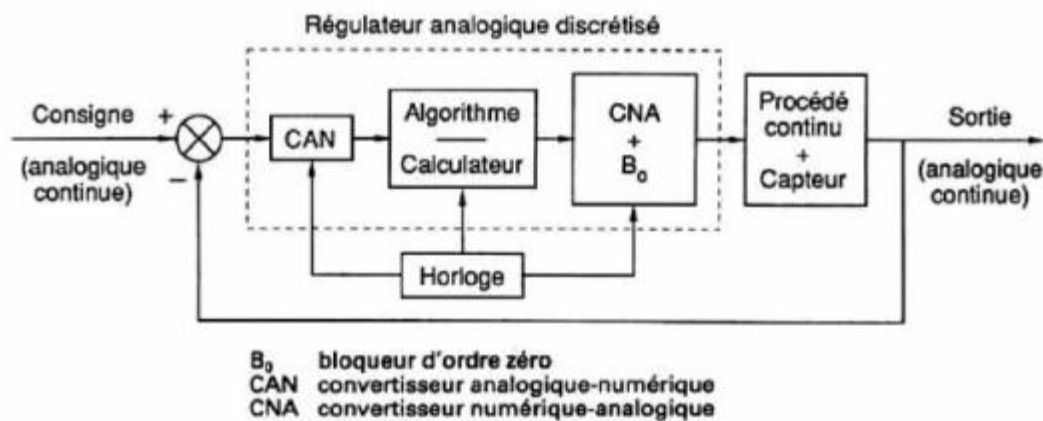 Régulateur analogique discrétisé
Consigne
+
(analogique
continue)
−
CAN
Algorithme
Calculateur
CNA
+
B₀
Procédé
continu
+
Capteur
Sortie
(analogique
continue)
Horloge
B₀ bloqueur d'ordre zéro
CAN convertisseur analogique-numérique
CNA convertisseur numérique-analogique